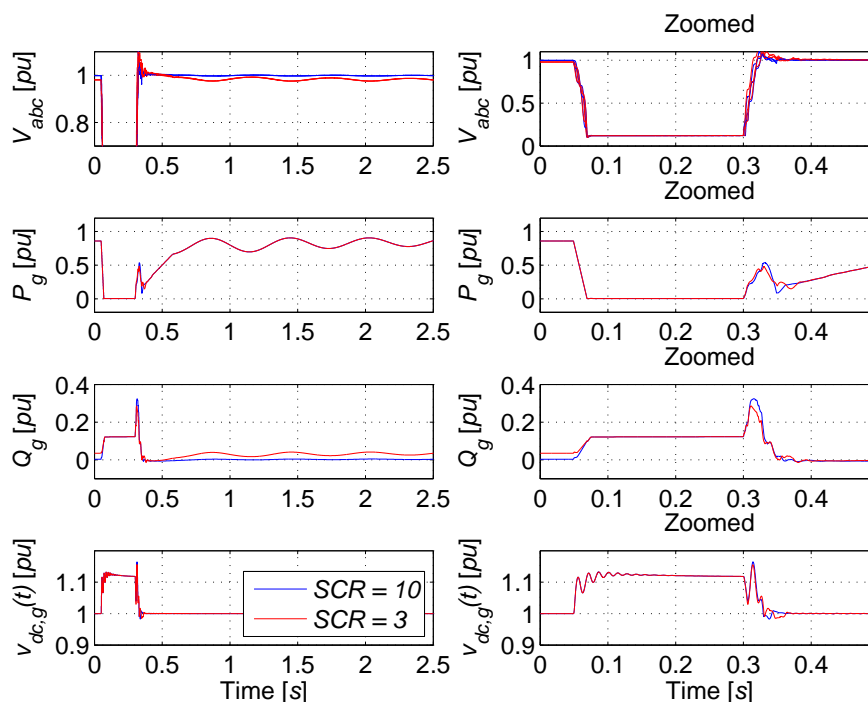 Zoomed
V_abc [pu]
1
0.8
0 0.5 1 1.5 2 2.5
V_abc [pu]
1
0.5
0
0 0.1 0.2 0.3 0.4
Zoomed
P_g [pu]
1
0.5
0
0 0.5 1 1.5 2 2.5
P_g [pu]
1
0.5
0
0 0.1 0.2 0.3 0.4
Zoomed
Q_g [pu]
0.4
0.2
0
0 0.5 1 1.5 2 2.5
Q_g [pu]
0.4
0.2
0
0 0.1 0.2 0.3 0.4
Zoomed
v_dc,g(t) [pu]
1.1
1
0.9
SCR = 10
SCR = 3
0 0.5 1 1.5 2 2.5
Time [s]
v_dc,g(t) [pu]
1.1
1
0.9
0 0.1 0.2 0.3 0.4
Time [s]